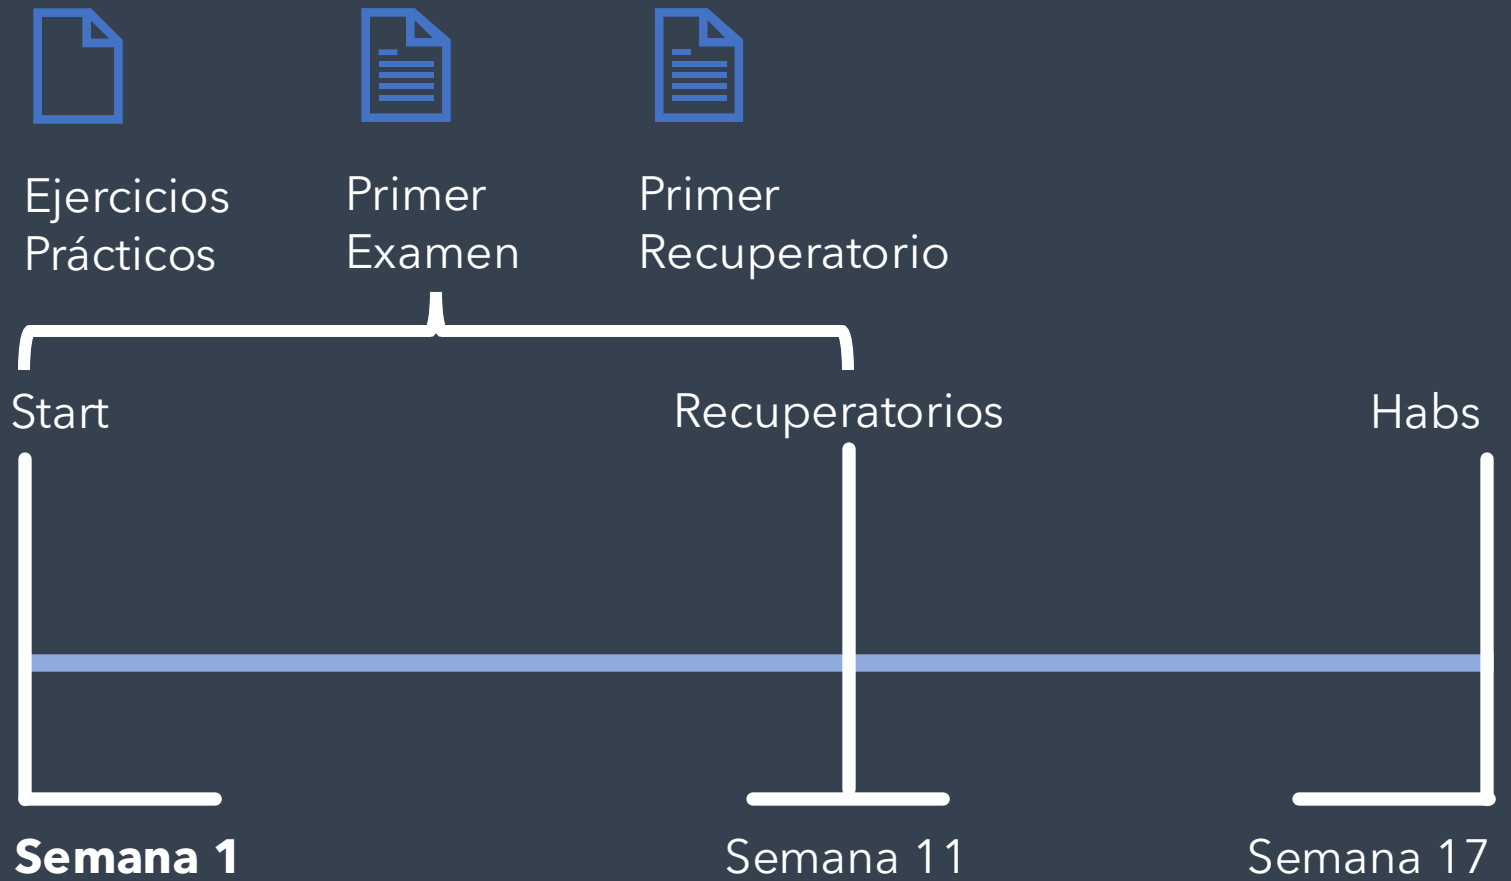 Ejercicios
Prácticos
Primer
Examen
Primer
Recuperatorio
Start
Recuperatorios
Habs
Semana 1
Semana 11
Semana 17